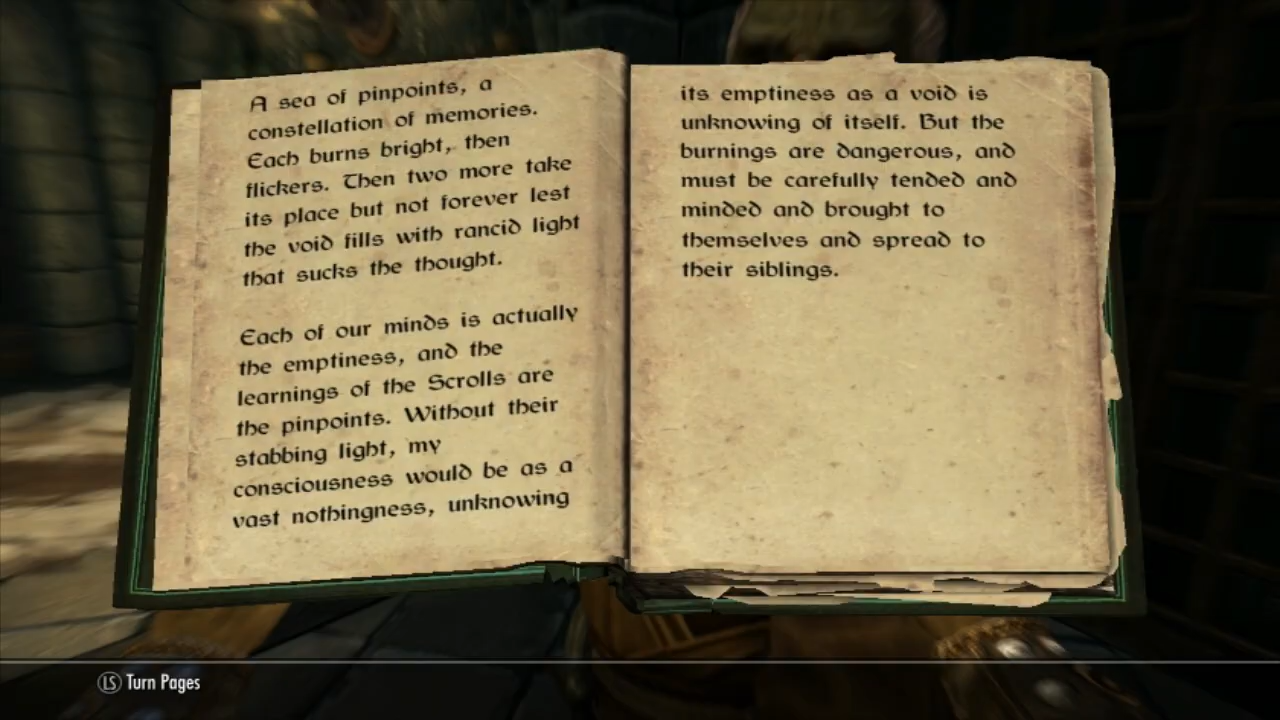 A sea of pinpoints, a
constellation of memories.
Each burns bright, then
flickers. Then two more take
its place but not forever lest
the void fills with rancid light
that sucks the thought.
Each of our minds is actually
the emptiness, and the
learnings of the Scrolls are
the pinpoints. Without their
stabbing light, my
consciousness would be as a
vast nothingness, unknowing
its emptiness as a void is
unknowing of itself. But the
burnings are dangerous, and
must be carefully tended and
minded and brought to
themselves and spread to
their siblings.
LS Turn Pages